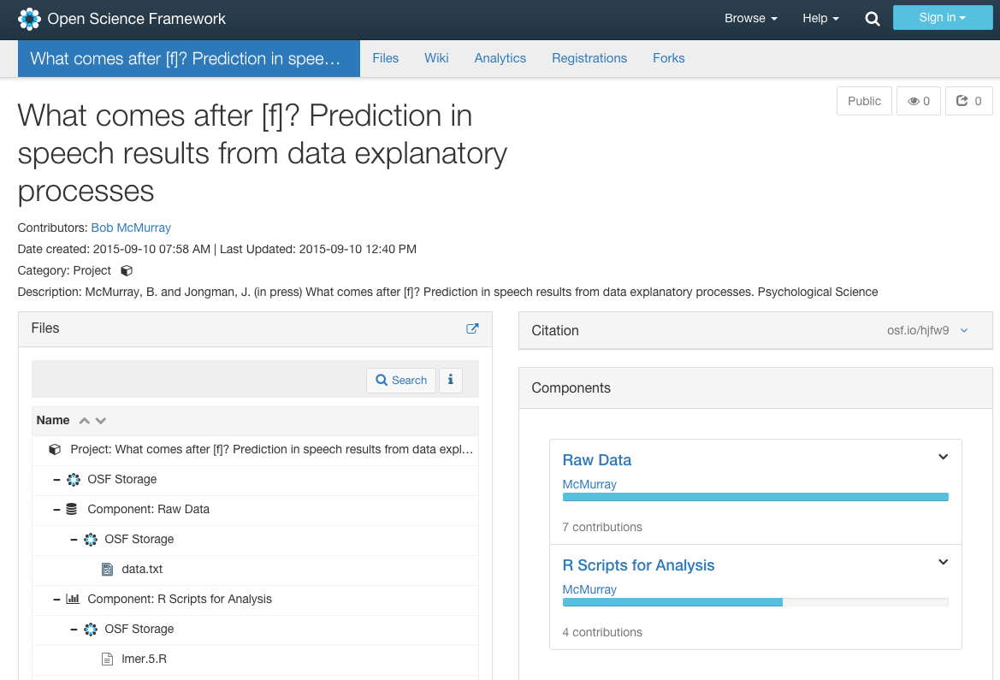 Open Science Framework Browse Help Sign in
What comes after [f]? Prediction in spee... Files Wiki Analytics Registrations Forks
Public 0 0
What comes after [f]? Prediction in
speech results from data explanatory
processes
Contributors: Bob McMurray
Date created: 2015-09-10 07:58 AM | Last Updated: 2015-09-10 12:40 PM
Category: Project
Description: McMurray, B. and Jongman, J. (in press) What comes after [f]? Prediction in speech results from data explanatory processes. Psychological Science
Files
Search
Name
Project: What comes after [f]? Prediction in speech results from data expl...
OSF Storage
Component: Raw Data
OSF Storage
data.txt
Component: R Scripts for Analysis
OSF Storage
lmer.5.R
Citation osf.io/hjfw9
Components
Raw Data
McMurray
7 contributions
R Scripts for Analysis
McMurray
4 contributions